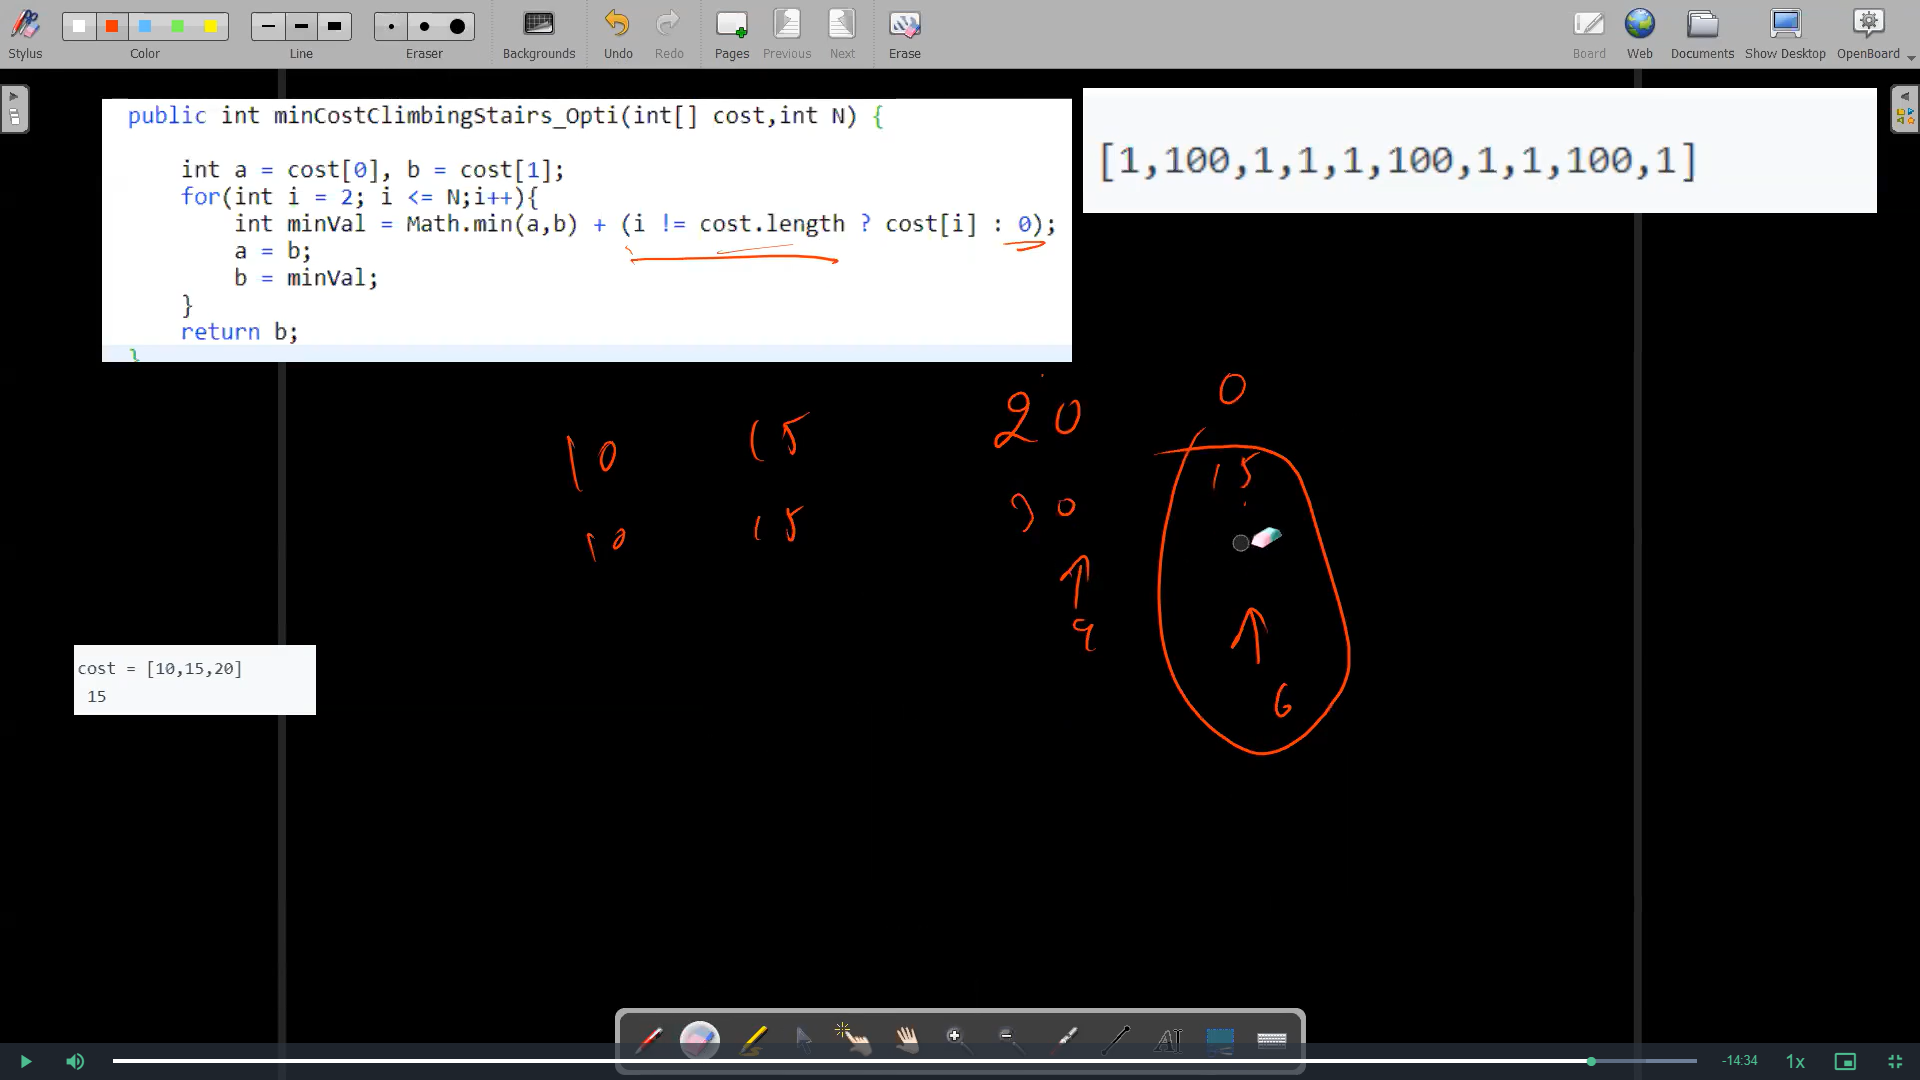 Stylus
Color
Line
Eraser
Backgrounds
Undo
Redo
Pages
Previous
Next
Erase
Board
Web
Documents
Show Desktop
OpenBoard
public int minCostClimbingStairs_Opti(int[] cost,int N) {
int a = cost[0], b = cost[1];
for(int i = 2; i <= N;i++){
int minVal = Math.min(a,b) + (i != cost.length ? cost[i] : 0);
a = b;
b = minVal;
}
return b;
}
[1,100,1,1,1,100,1,1,100,1]
10 15 20 0
10 15 30 15
6
cost = [10,15,20]
15
-14:34
1x